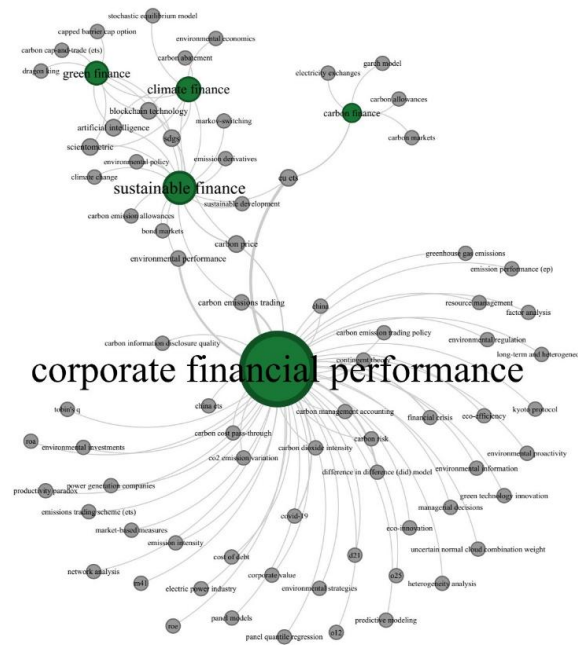 stochastic equilibrium model
capped barrier cap option
environmental economics
carbon cap-and-trade (ets)
carbon abatement
garch model
dragon king
green finance
electricity exchanges
climate finance
carbon allowances
blockchain technology
carbon finance
markov-switching
artificial intelligence
sdgs
carbon markets
scientometric
environmental policy
emission derivatives
climate change
eu ets
sustainable finance
sustainable development
carbon emission allowances
bond markets
carbon price
environmental performance
greenhouse gas emissions
emission performance (ep)
carbon emissions trading
china
resource management
factor analysis
carbon emission trading policy
carbon information disclosure quality
environmental regulation
contingent theory
long-term and heterogene
corporate financial performance
tobin's q
china ets
carbon management accounting
financial crisis
eco-efficiency
kyoto protocol
roa
environmental investments
carbon cost pass-through
carbon dioxide intensity
carbon risk
environmental proactivity
co2 emission variation
difference in difference (did) model
environmental information
productivity paradox
power generation companies
green technology innovation
emissions trading scheme (ets)
covid-19
managerial decisions
market-based measures
eco-innovation
emission intensity
uncertain normal cloud combination weight
cost of debt
d21
network analysis
corporate value
o25
electric power industry
environmental strategies
heterogeneity analysis
panel models
predictive modeling
roe
panel quantile regression
o12